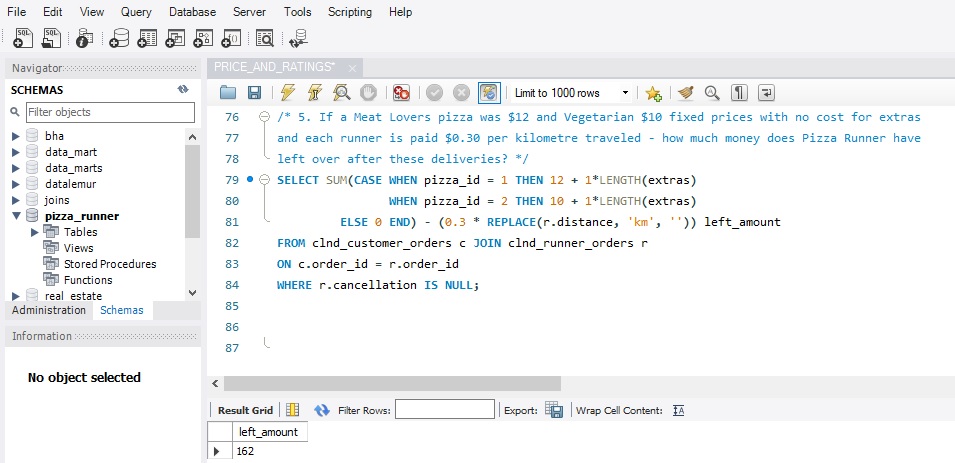 File Edit View Query Database Server Tools Scripting Help
Navigator
SCHEMAS
Filter objects
bha
data_mart
data_marts
datalemur
joins
pizza_runner
Tables
Views
Stored Procedures
Functions
real_estate
Administration Schemas
Information
No object selected
PRICE_AND_RATINGS*
Limit to 1000 rows
76 /* 5. If a Meat Lovers pizza was $12 and Vegetarian $10 fixed prices with no cost for extras
77 and each runner is paid $0.30 per kilometre traveled - how much money does Pizza Runner have
78 left over after these deliveries? */
79 SELECT SUM(CASE WHEN pizza_id = 1 THEN 12 + 1*LENGTH(extras)
80 WHEN pizza_id = 2 THEN 10 + 1*LENGTH(extras)
81 ELSE 0 END) - (0.3 * REPLACE(r.distance, 'km', '')) left_amount
82 FROM clnd_customer_orders c JOIN clnd_runner_orders r
83 ON c.order_id = r.order_id
84 WHERE r.cancellation IS NULL;
85
86
87
Result Grid Filter Rows: Export: Wrap Cell Content: IA
left_amount
162